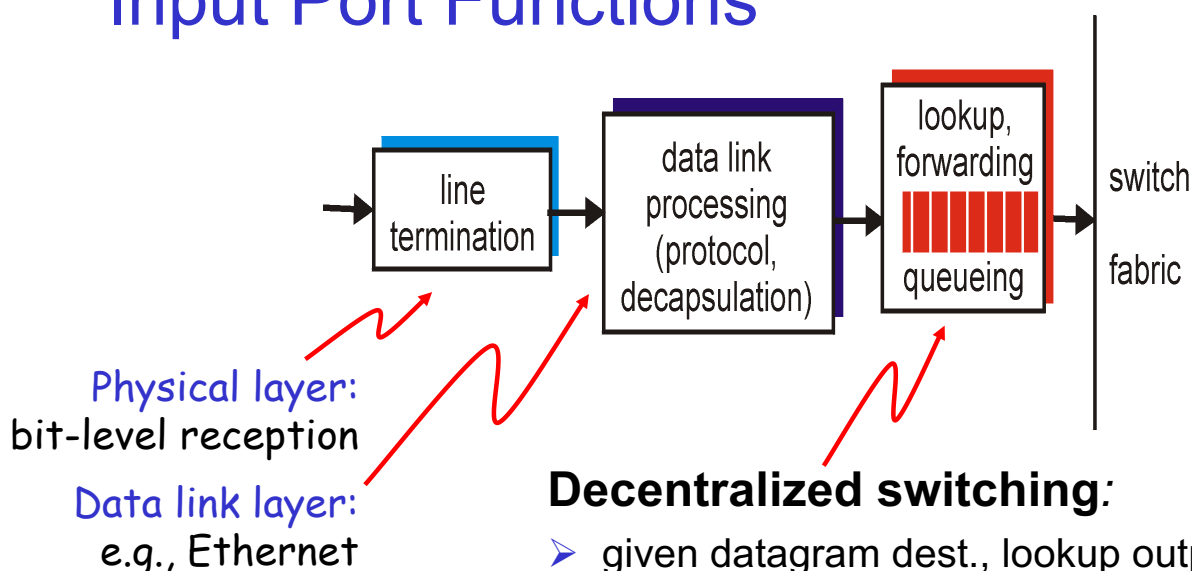 Input Port Functions
line
termination
data link
processing
(protocol,
decapsulation)
lookup,
forwarding
queueing
switch
fabric
Physical layer:
bit-level reception
Data link layer:
e.g., Ethernet
Decentralized switching:
➢ given datagram dest., lookup